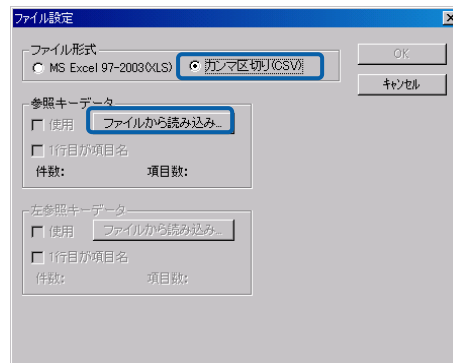 ファイル設定
ファイル形式
MS Excel 97-2003(XLS)
カンマ区切り(CSV)
OK
キャンセル
参照キーデータ
使用
ファイルから読み込み...
1行目が項目名
件数:
項目数:
左参照キーデータ
使用
ファイルから読み込み...
1行目が項目名
件数:
項目数: